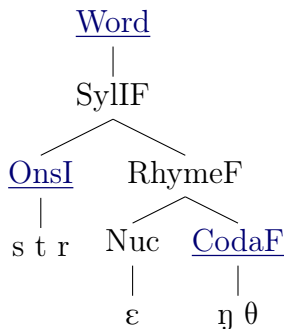 Word
SylIF
OnsI RhymeF
s t r Nuc CodaF
ɛ ŋ θ